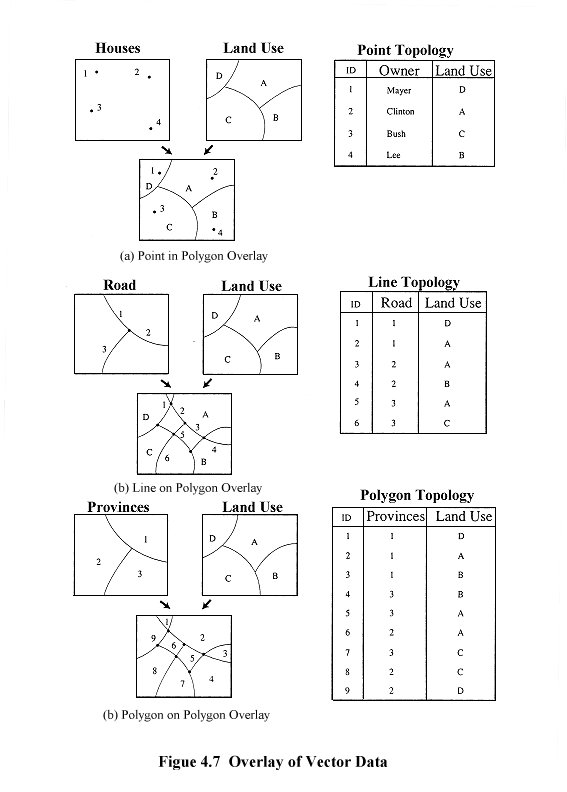 Houses
Land Use
Point Topology
1
2
3
4
D
A
C
B
ID Owner Land Use
1 Mayer D
2 Clinton A
3 Bush C
4 Lee B
1
2
D
A
3
B
C
4
(a) Point in Polygon Overlay
Road
Land Use
Line Topology
1
2
3
D
A
C
B
ID Road Land Use
1 1 D
2 1 A
3 2 A
4 2 B
5 3 A
6 3 C
1
2
A
D
3
5
4
C
6
B
(b) Line on Polygon Overlay
Provinces
Land Use
Polygon Topology
1
2
3
D
A
C
B
ID Provinces Land Use
1 1 D
2 1 A
3 1 B
4 3 B
5 3 A
6 2 A
7 3 C
8 2 C
9 2 D
1
9
2
6
5
3
8
7
4
(b) Polygon on Polygon Overlay
Figue 4.7 Overlay of Vector Data